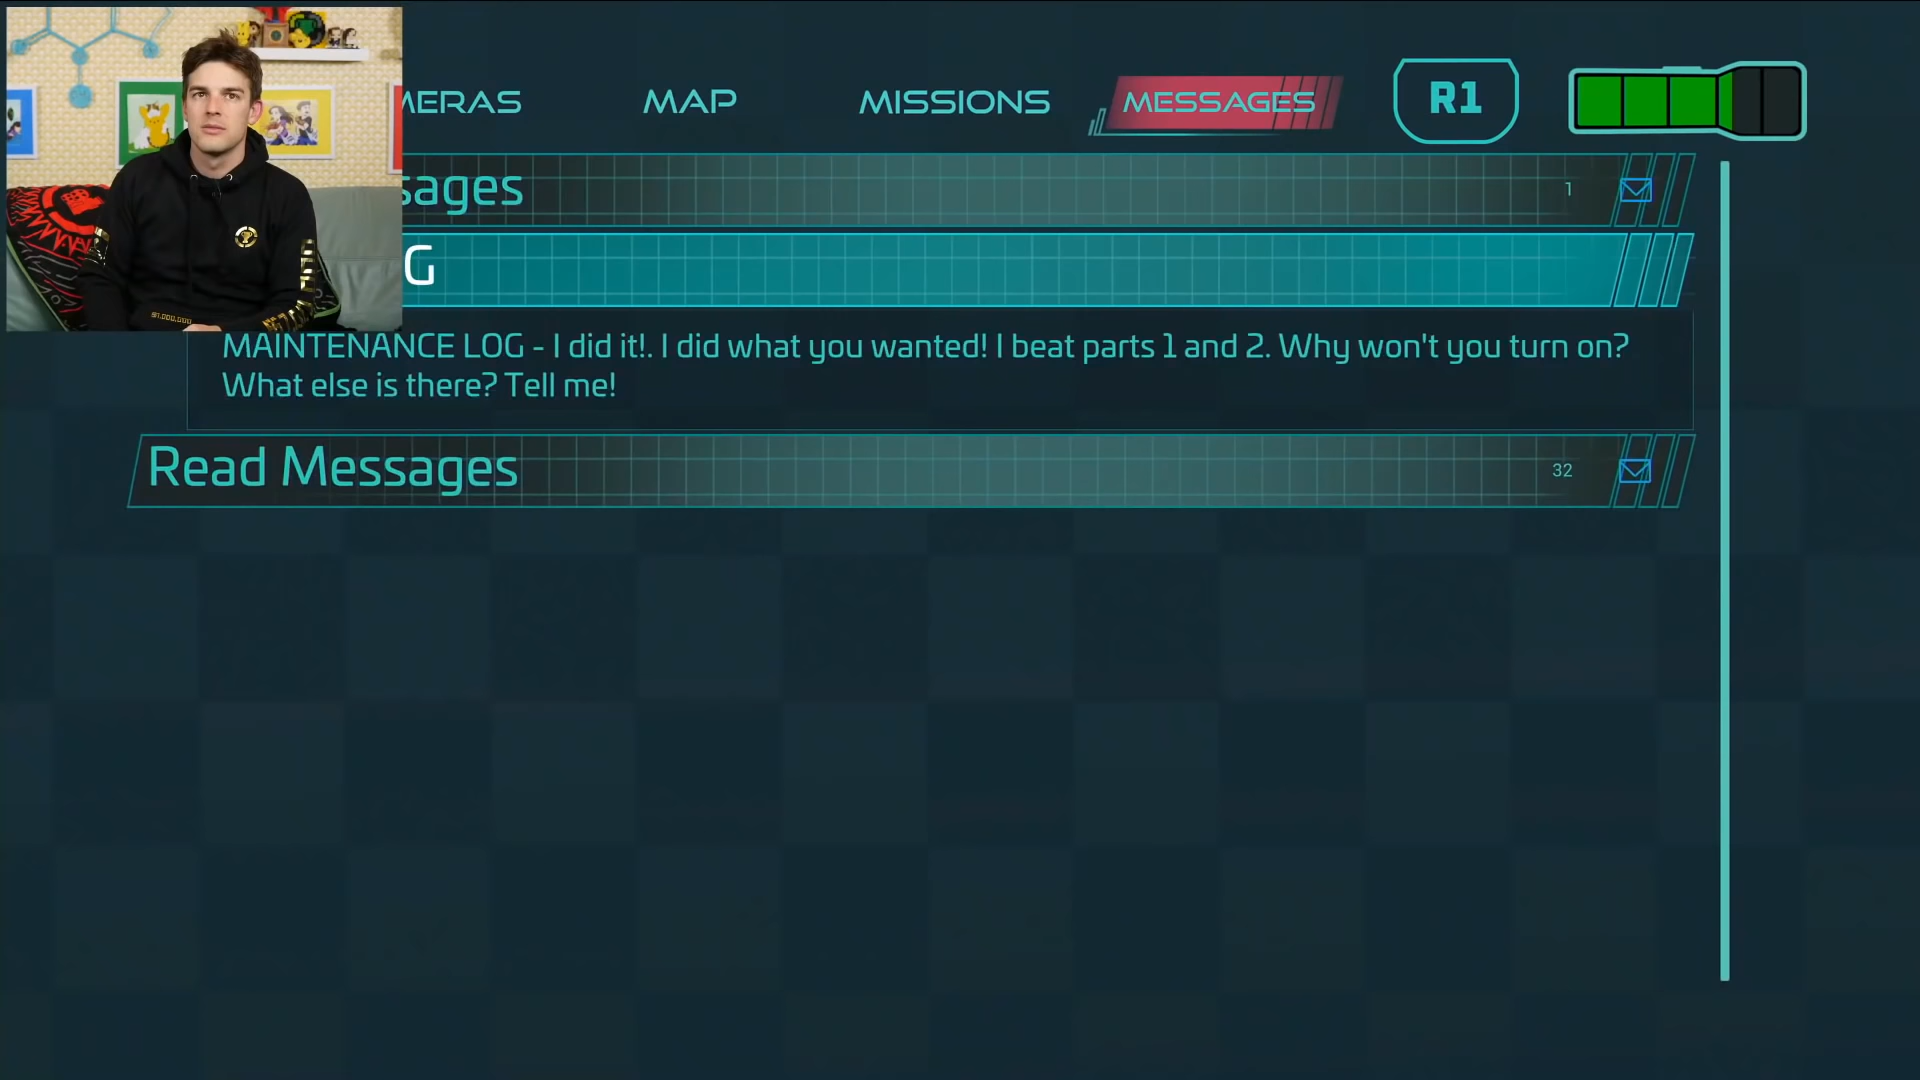 MERAS MAP MISSIONS MESSAGES R1
sages 1
G
MAINTENANCE LOG - I did it!. I did what you wanted! I beat parts 1 and 2. Why won't you turn on?
What else is there? Tell me!
Read Messages 32